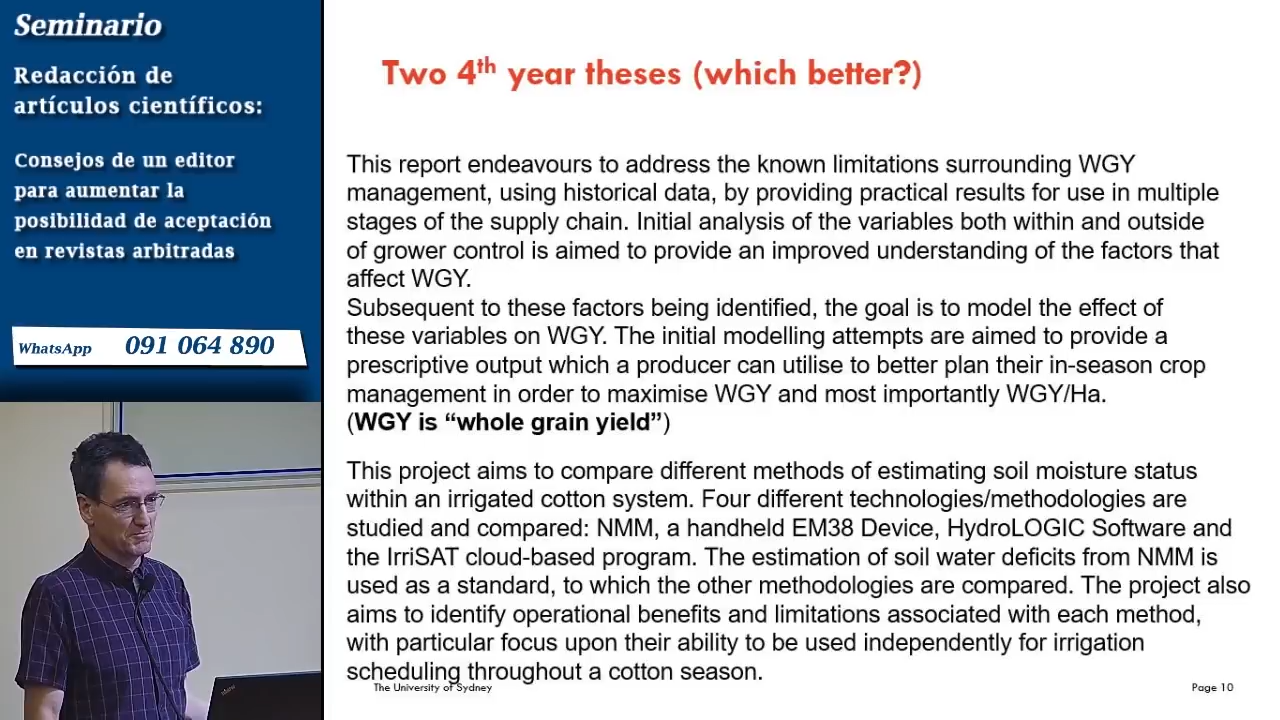 Seminario
Redacción de
artículos científicos:
Consejos de un editor
para aumentar la
posibilidad de aceptación
en revistas arbitradas
WhatsApp 091 064 890
Two 4th year theses (which better?)
This report endeavours to address the known limitations surrounding WGY
management, using historical data, by providing practical results for use in multiple
stages of the supply chain. Initial analysis of the variables both within and outside
of grower control is aimed to provide an improved understanding of the factors that
affect WGY.
Subsequent to these factors being identified, the goal is to model the effect of
these variables on WGY. The initial modelling attempts are aimed to provide a
prescriptive output which a producer can utilise to better plan their in-season crop
management in order to maximise WGY and most importantly WGY/Ha.
(WGY is “whole grain yield”)
This project aims to compare different methods of estimating soil moisture status
within an irrigated cotton system. Four different technologies/methodologies are
studied and compared: NMM, a handheld EM38 Device, HydroLOGIC Software and
the IrriSAT cloud-based program. The estimation of soil water deficits from NMM is
used as a standard, to which the other methodologies are compared. The project also
aims to identify operational benefits and limitations associated with each method,
with particular focus upon their ability to be used independently for irrigation
scheduling throughout a cotton season.
The University of Sydney
Page 10